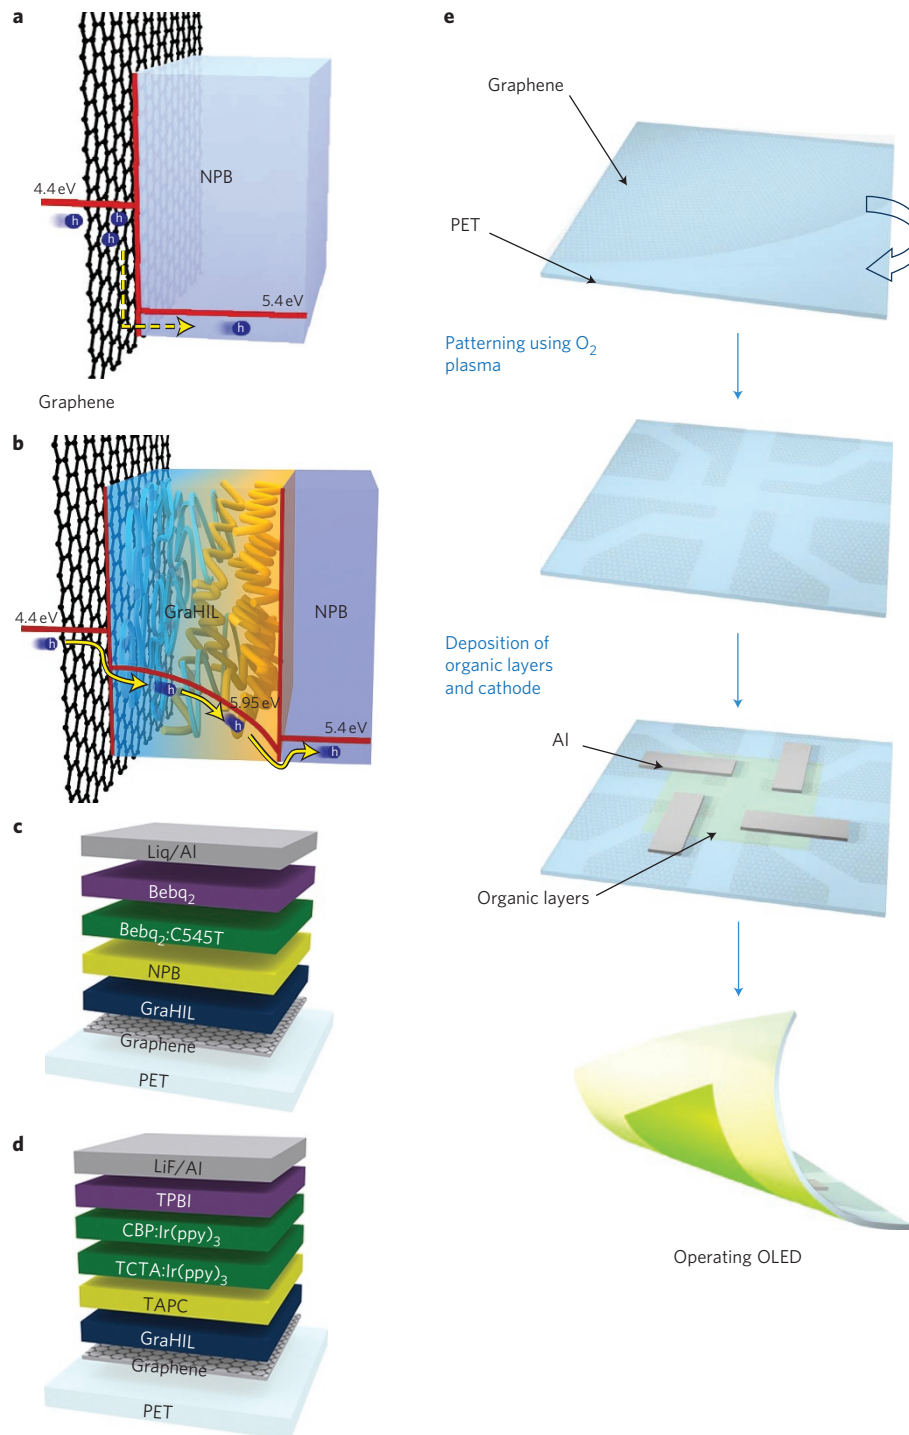 a
NPB
4.4 eV
h
h
h
5.4 eV
h
Graphene
b
GraHIL
NPB
4.4 eV
h
h
5.95 eV
h
5.4 eV
h
c
Liq/Al
Bebq2
Bebq2:C545T
NPB
GraHIL
Graphene
PET
d
LiF/Al
TPBI
CBP:Ir(ppy)3
TCTA:Ir(ppy)3
TAPC
GraHIL
Graphene
PET
e
Graphene
PET
Patterning using O2
plasma
Deposition of
organic layers
and cathode
Al
Organic layers
Operating OLED